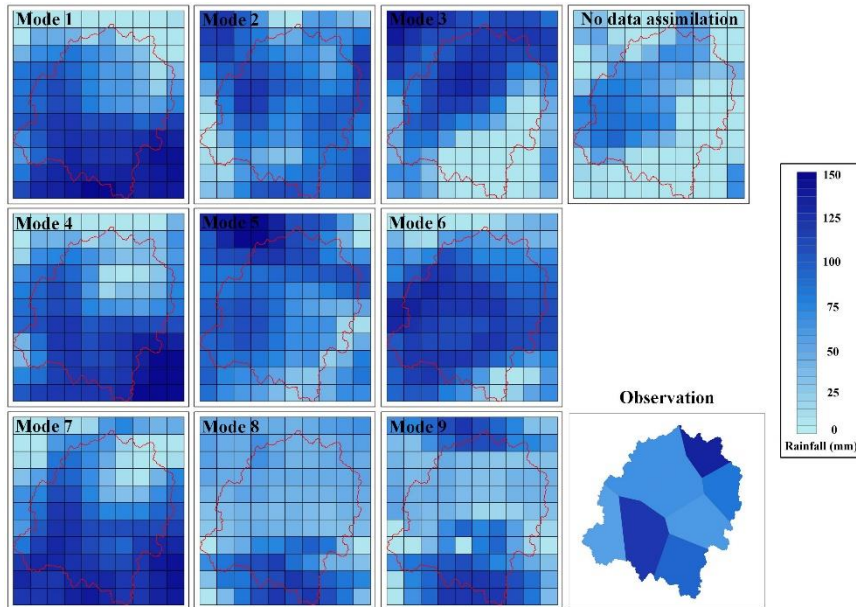 Mode 1
Mode 2
Mode 3
No data assimilation
Mode 4
Mode 5
Mode 6
Mode 7
Mode 8
Mode 9
Observation
150
125
100
75
50
25
0
Rainfall (mm)